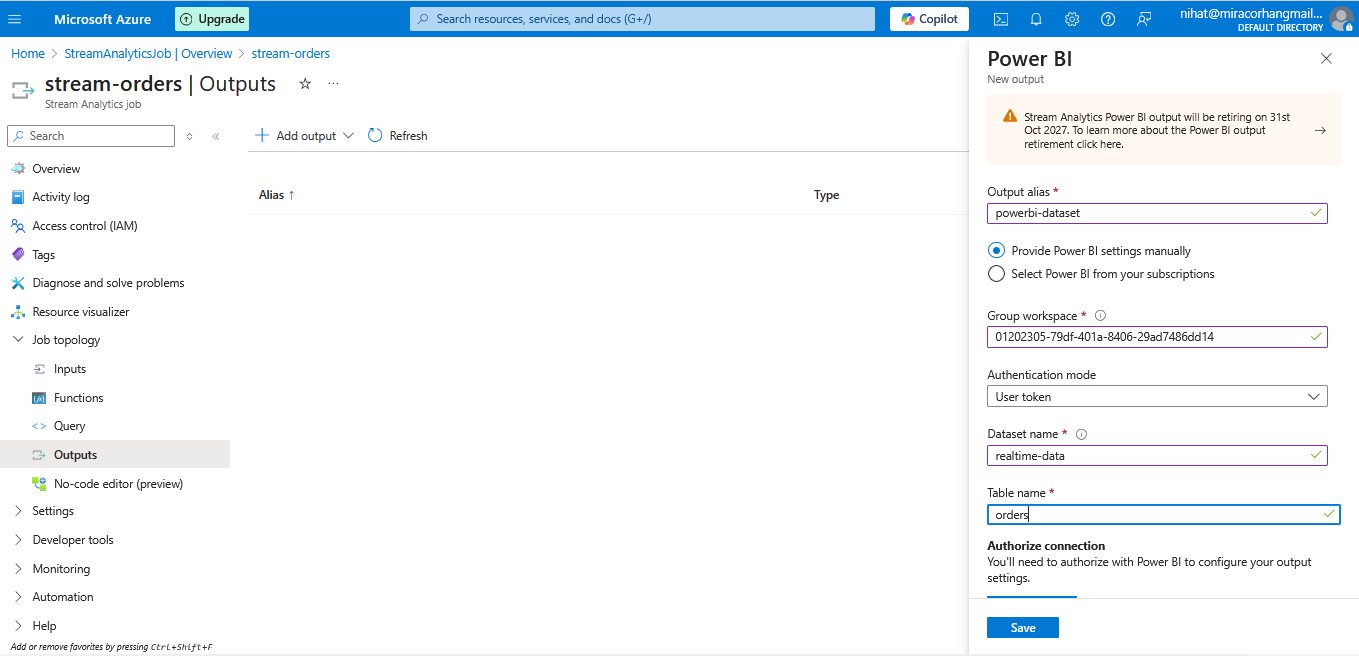 Microsoft Azure
Upgrade
Search resources, services, and docs (G+/)
Copilot
nihat@miracorhangmail...
DEFAULT DIRECTORY
Home > StreamAnalyticsJob | Overview > stream-orders
stream-orders | Outputs
Stream Analytics job
Search
Add output
Refresh
Overview
Activity log
Access control (IAM)
Tags
Diagnose and solve problems
Resource visualizer
Job topology
Inputs
Functions
Query
Outputs
No-code editor (preview)
Settings
Developer tools
Monitoring
Automation
Help
Add or remove favorites by pressing Ctrl+Shift+F
Alias ↑
Type
Power BI
New output
Stream Analytics Power BI output will be retiring on 31st
Oct 2027. To learn more about the Power BI output
retirement click here.
Output alias *
powerbi-dataset
Provide Power BI settings manually
Select Power BI from your subscriptions
Group workspace *
01202305-79df-401a-8406-29ad7486dd14
Authentication mode
User token
Dataset name *
realtime-data
Table name *
orders
Authorize connection
You'll need to authorize with Power BI to configure your output
settings.
Save